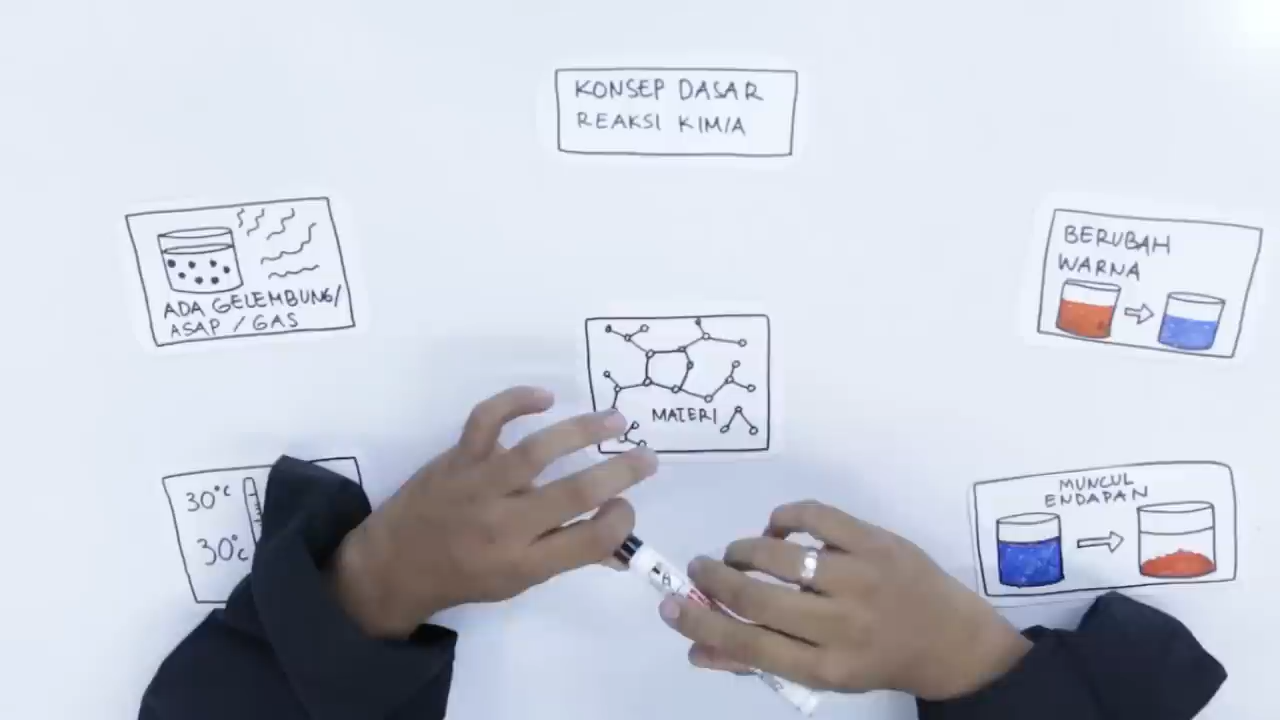 KONSEP DASAR
REAKSI KIMIA
ADA GELEMBUNG/
ASAP / GAS
BERUBAH
WARNA
MATERI
30°C
30°C
MUNCUL
ENDAPAN